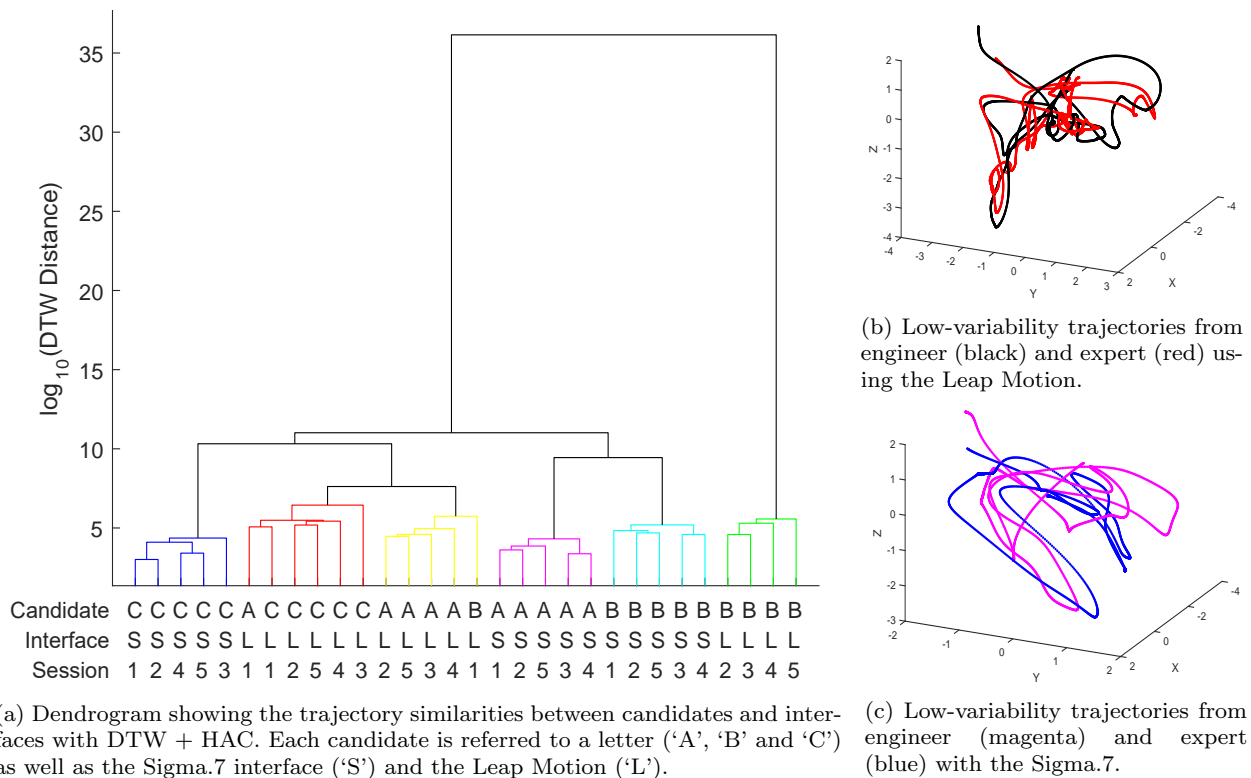 35
30
25
20
15
10
5
log10(DTW Distance)
Candidate C C C C C A C C C C C A A A A B A A A A A B B B B B B B B B
Interface S S S S S L L L L L L L L L L L S S S S S S S S S S L L L L
Session 1 2 4 5 3 1 1 2 5 4 3 2 5 3 4 1 1 5 3 2 4 1 2 5 3 4 2 3 4 5
(a) Dendrogram showing the trajectory similarities between candidates and inter-
faces with DTW + HAC. Each candidate is referred to a letter (‘A’, ‘B’ and ‘C’)
as well as the Sigma.7 interface (‘S’) and the Leap Motion (‘L’).
2
1
0
-1
-2
-3
-4
Z
-4 -3 -2 -1 0 1 2 3
Y
2 0 -2 -4
X
(b) Low-variability trajectories from
engineer (black) and expert (red) us-
ing the Leap Motion.
2
1
0
-1
-2
-3
Z
-2 -1 0 1 2
Y
2 0 -2 -4
X
(c) Low-variability trajectories from
engineer (magenta) and expert
(blue) with the Sigma.7.